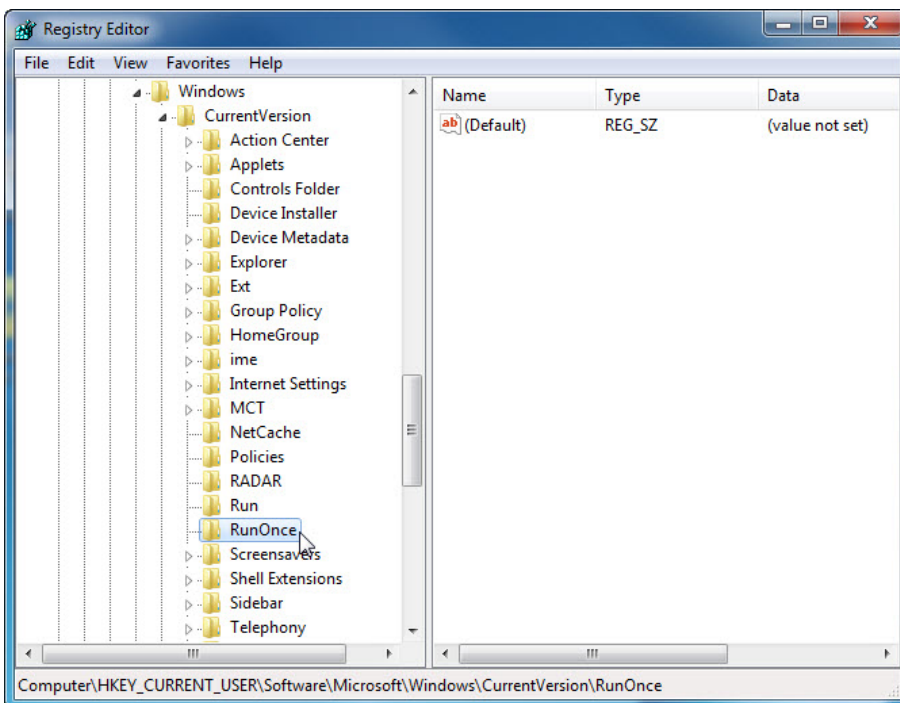 Registry Editor
File Edit View Favorites Help
Windows
CurrentVersion
Action Center
Applets
Controls Folder
Device Installer
Device Metadata
Explorer
Ext
Group Policy
HomeGroup
ime
Internet Settings
MCT
NetCache
Policies
RADAR
Run
RunOnce
Screensavers
Shell Extensions
Sidebar
Telephony
Name Type Data
ab (Default) REG_SZ (value not set)
Computer\HKEY_CURRENT_USER\Software\Microsoft\Windows\CurrentVersion\RunOnce